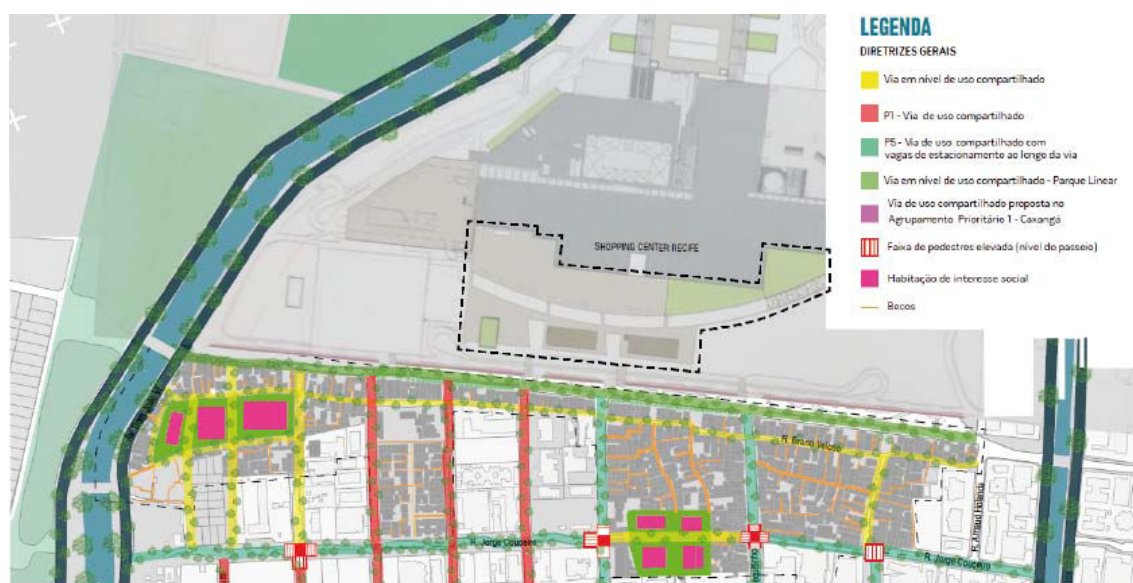 LEGENDA
DIRETRIZES GERAIS
Via em nível de uso compartilhado
P1 - Via de uso compartilhado
P5 - Via de uso compartilhado com
vagas de estacionamento ao longo da via
Via em nível de uso compartilhado - Parque Linear
Via de uso compartilhado proposta no
Agrupamento Prioritário 1 - Caxangá
Faixa de pedestres elevada (nível do passeio)
Habitação de interesse social
Becos
SHOPPING CENTER RECIFE
R. Bruno Veloso
R. Jorge Couceiro
R. Jorge Couceiro